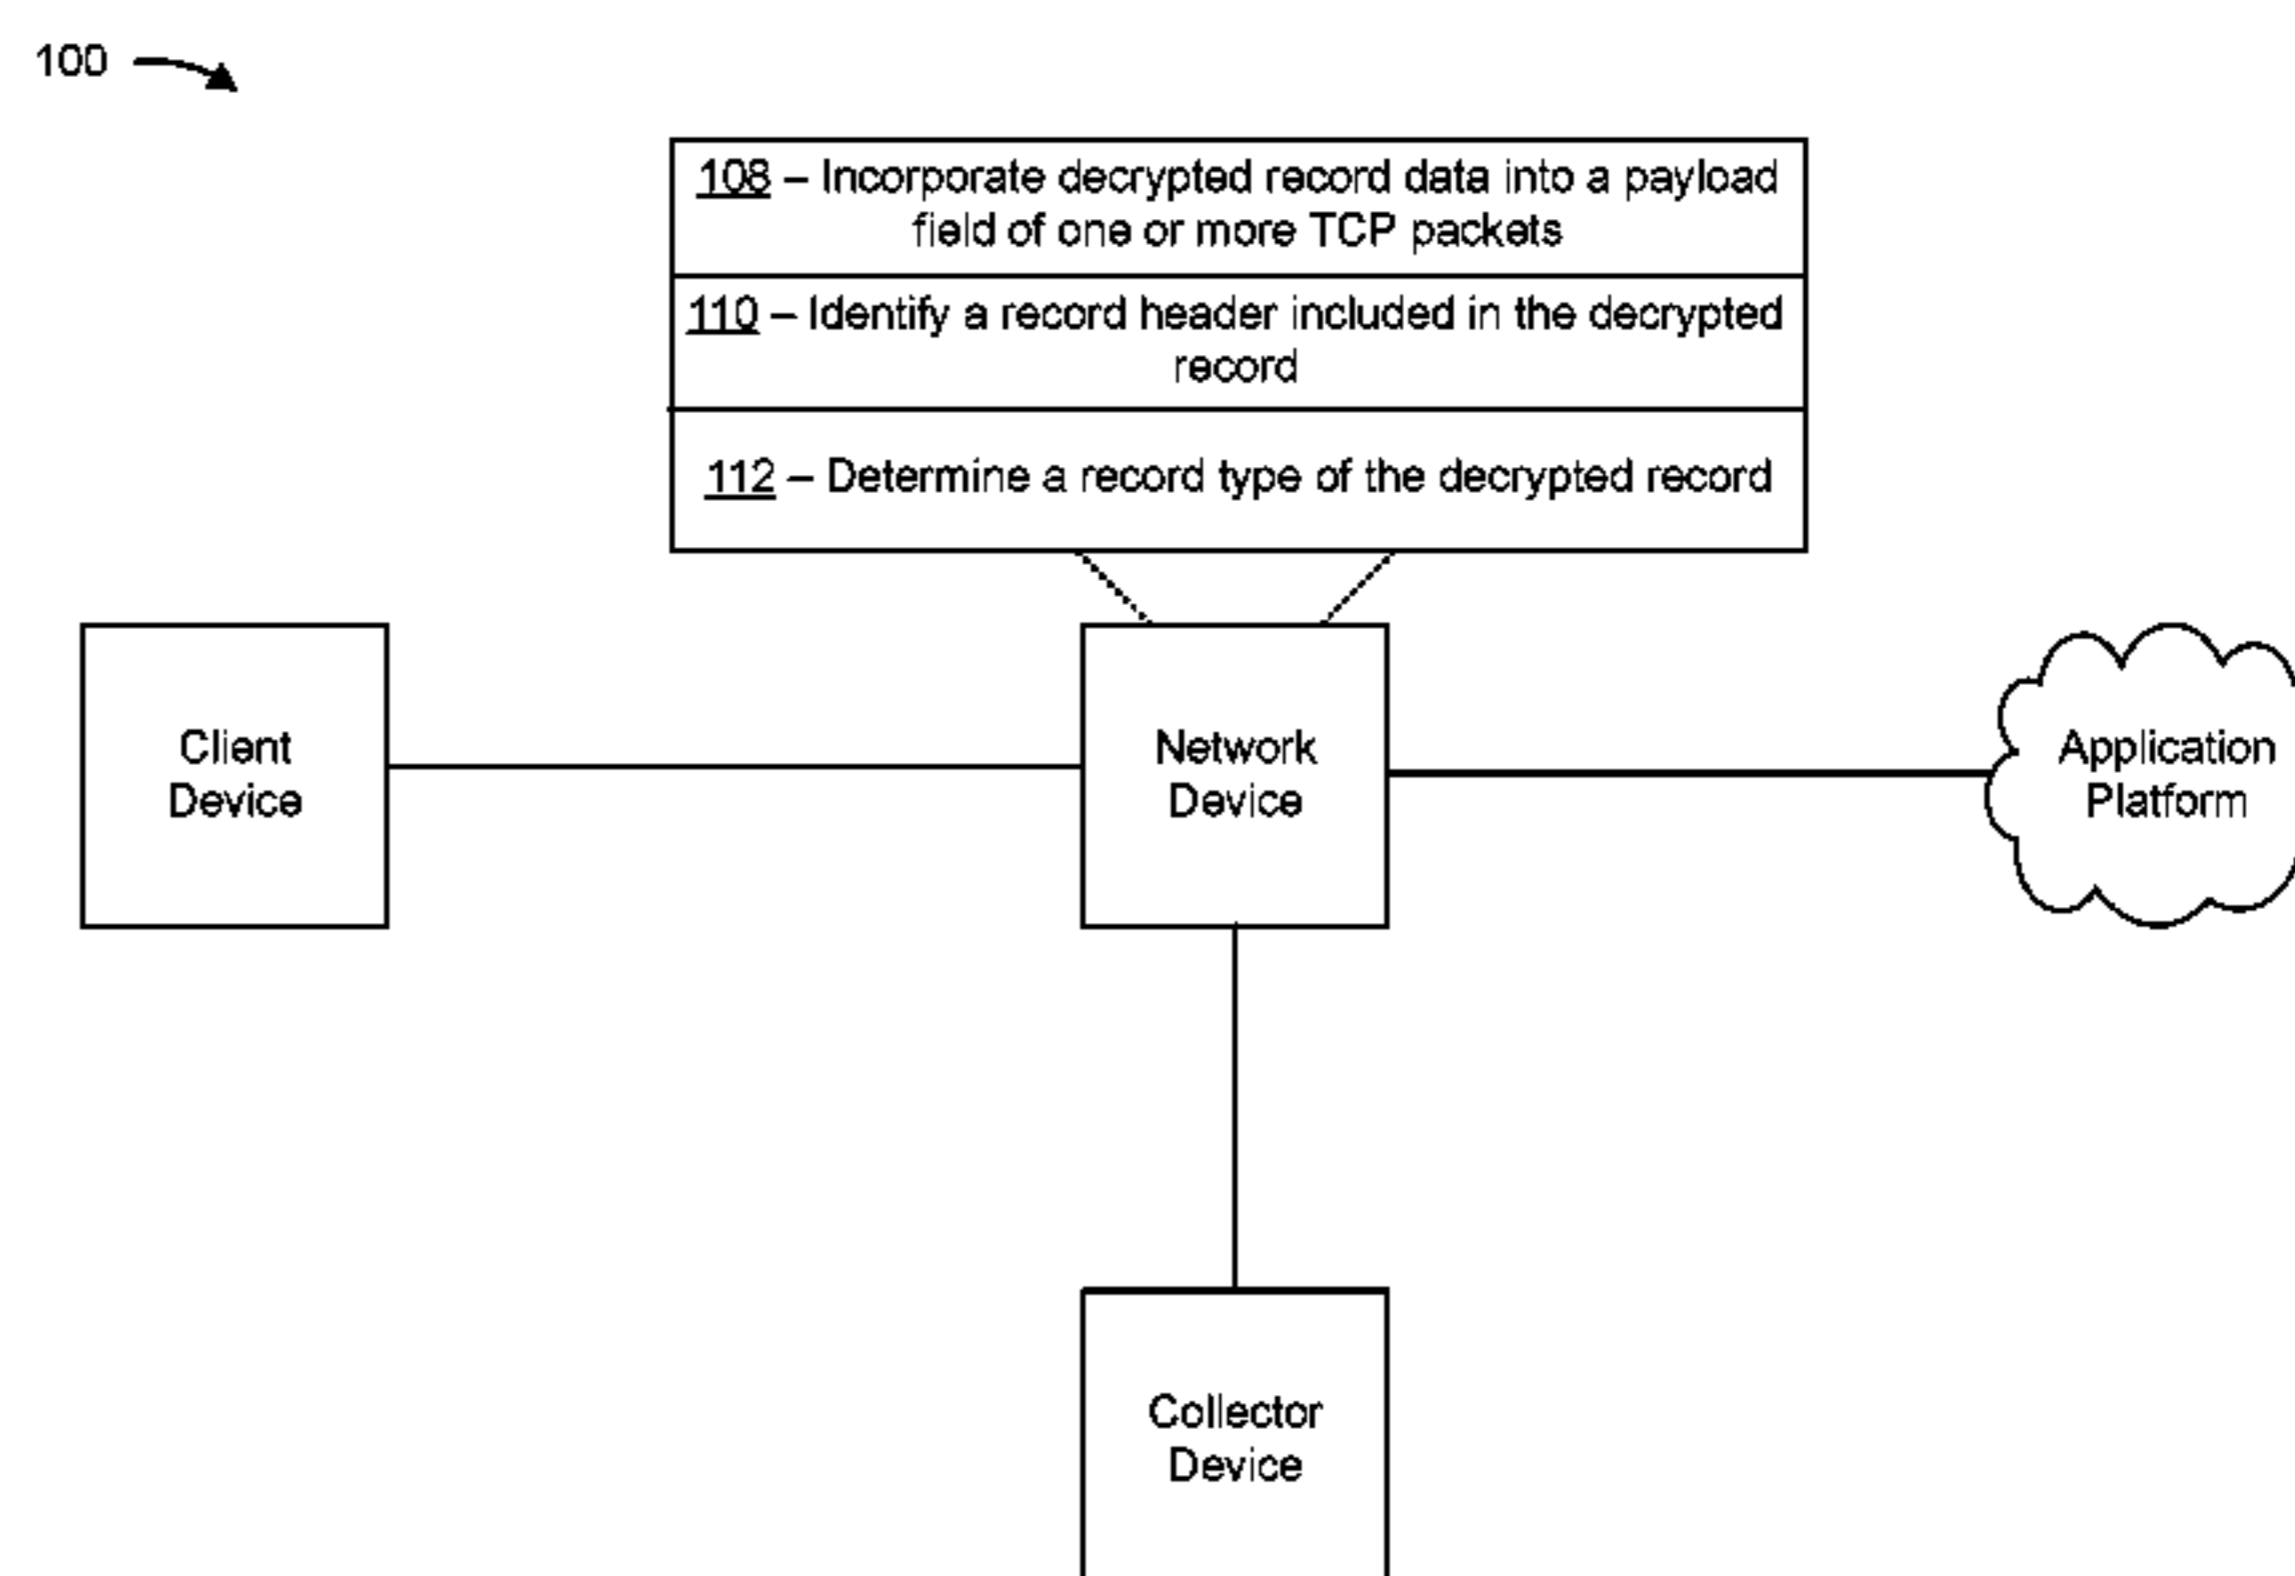 100
108 – Incorporate decrypted record data into a payload
field of one or more TCP packets
110 – Identify a record header included in the decrypted
record
112 – Determine a record type of the decrypted record
Client
Device
Network
Device
Application
Platform
Collector
Device